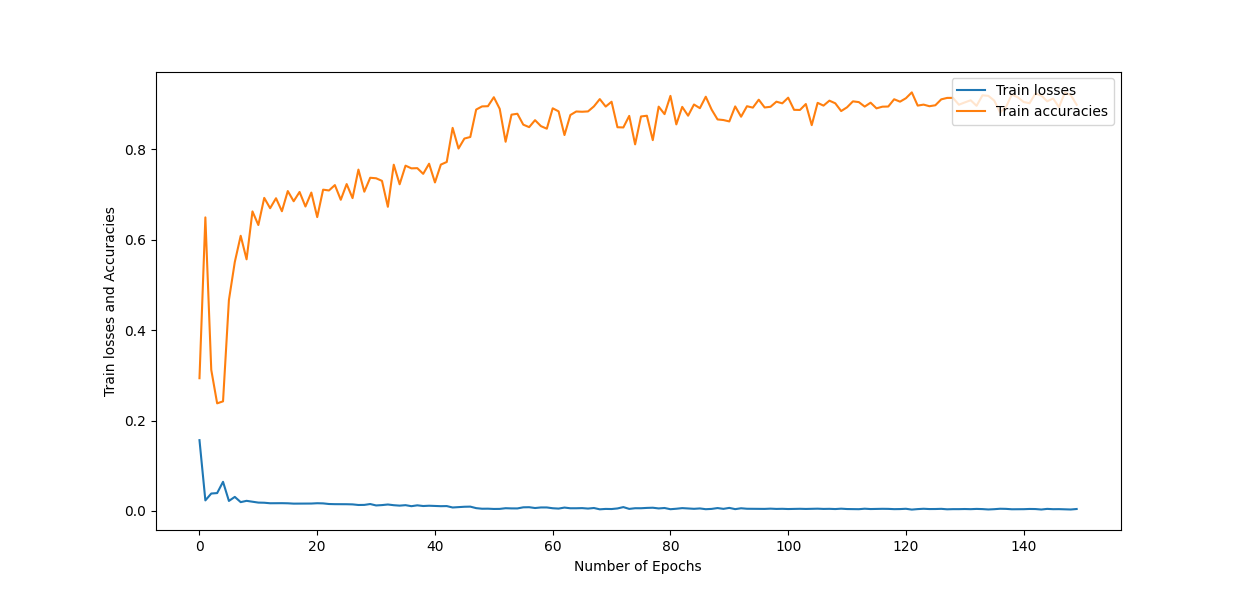 Train losses
Train accuracies
Train losses and Accuracies
0.8
0.6
0.4
0.2
0.0
0 20 40 60 80 100 120 140
Number of Epochs